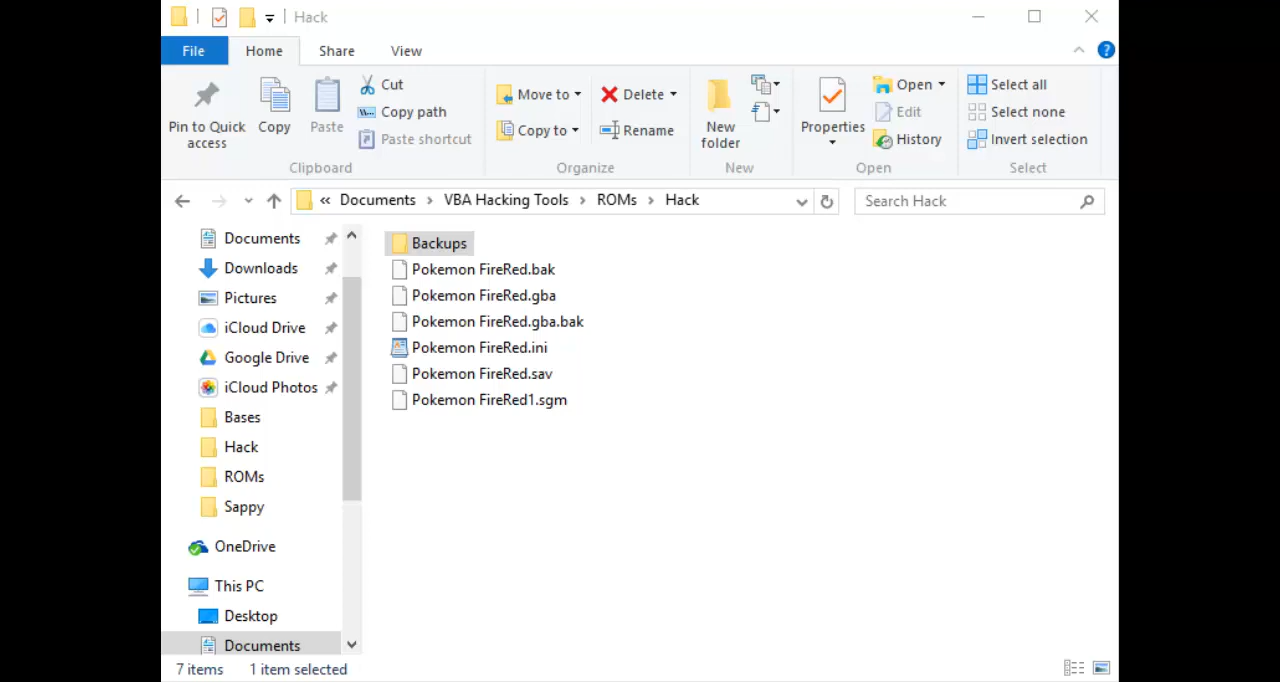 Hack
File Home Share View
Pin to Quick access
Copy
Paste
Cut
Copy path
Paste shortcut
Clipboard
Move to
Copy to
Delete
Rename
Organize
New folder
New
Properties
Open
Edit
History
Open
Select all
Select none
Invert selection
Select
« Documents > VBA Hacking Tools > ROMs > Hack
Search Hack
Documents
Downloads
Pictures
iCloud Drive
Google Drive
iCloud Photos
Bases
Hack
ROMs
Sappy
OneDrive
This PC
Desktop
Documents
Backups
Pokemon FireRed.bak
Pokemon FireRed.gba
Pokemon FireRed.gba.bak
Pokemon FireRed.ini
Pokemon FireRed.sav
Pokemon FireRed1.sgm
7 items 1 item selected